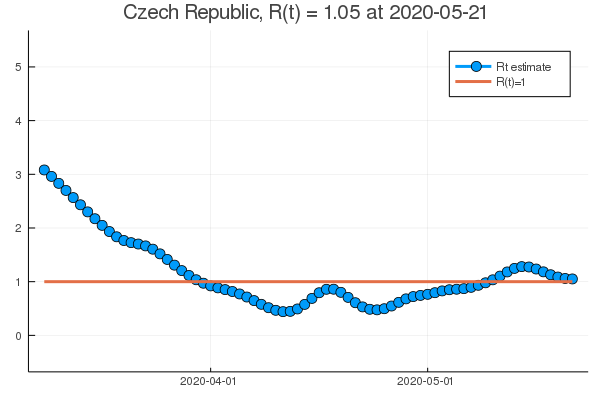 Czech Republic, R(t) = 1.05 at 2020-05-21
5
4
3
2
1
0
Rt estimate
R(t)=1
2020-04-01
2020-05-01